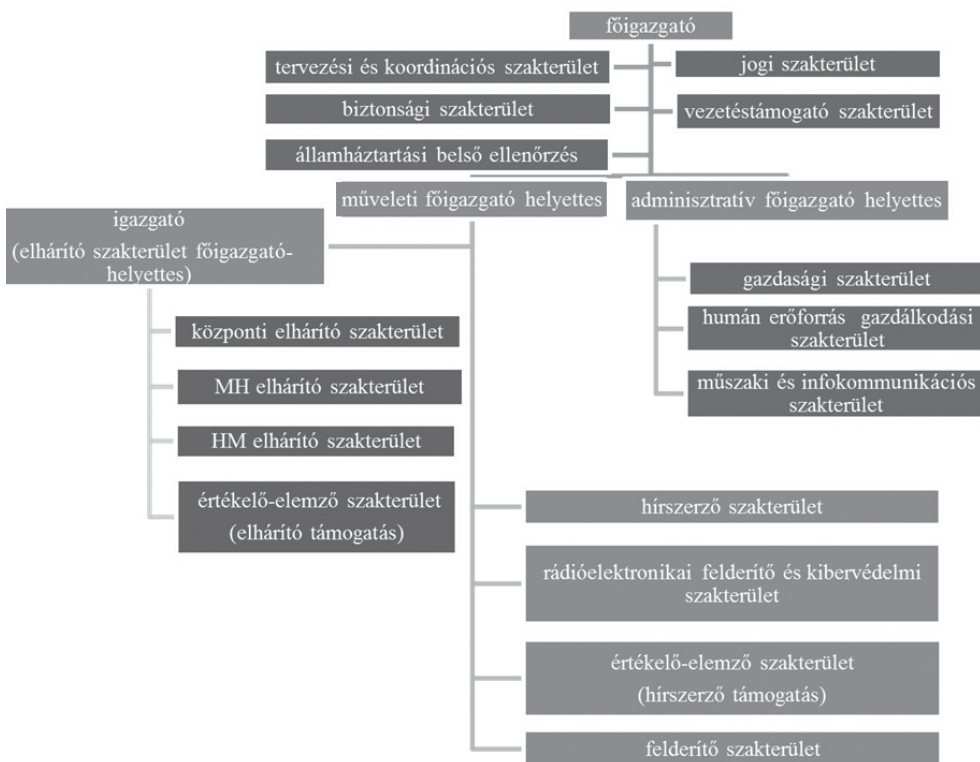 főigazgató
tervezési és koordinációs szakterület
jogi szakterület
biztonsági szakterület
vezetéstámogató szakterület
államháztartási belső ellenőrzés
műveleti főigazgató helyettes
adminisztratív főigazgató helyettes
igazgató
(elhárító szakterület főigazgató-
helyettes)
gazdasági szakterület
humán erőforrás gazdálkodási
szakterület
műszaki és infokommunikációs
szakterület
központi elhárító szakterület
MH elhárító szakterület
HM elhárító szakterület
értékelő-elemző szakterület
(elhárító támogatás)
hírszerző szakterület
rádióelektronikai felderítő és kibervédelmi
szakterület
értékelő-elemző szakterület
(hírszerző támogatás)
felderítő szakterület